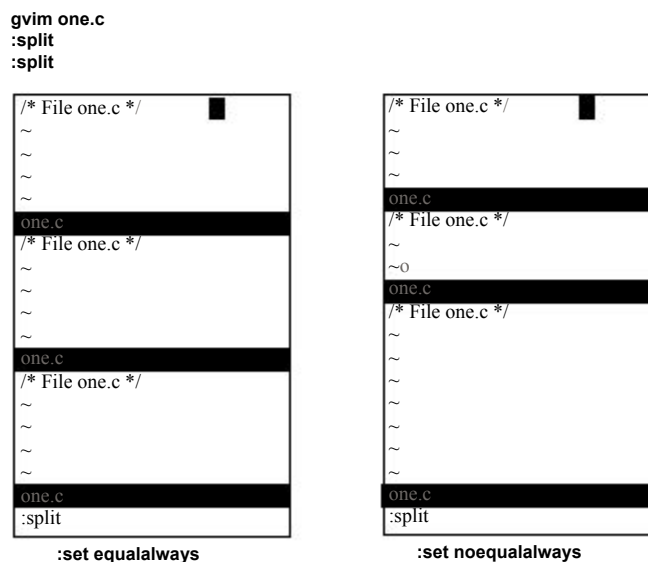 gvim one.c
:split
:split
/* File one.c */
~
~
~
~
one.c
/* File one.c */
~
~
~
~
one.c
/* File one.c */
~
~
~
~
one.c
:split
:set equalalways
/* File one.c */
~
~
~
one.c
/* File one.c */
~
~o
one.c
/* File one.c */
~
~
~
~
~
~
~
one.c
:split
:set noequalalways